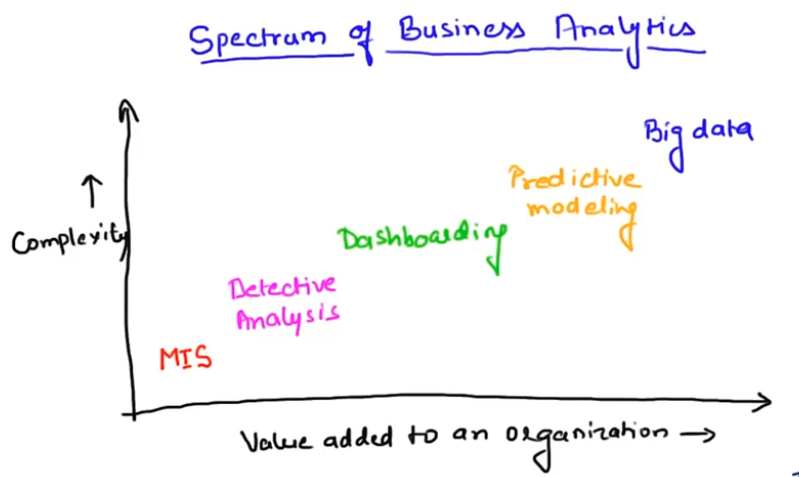 Spectrum of Business Analytics
Big data
Predictive
modeling
Complexity
Dashboarding
Detective
Analysis
MIS
Value added to an organization